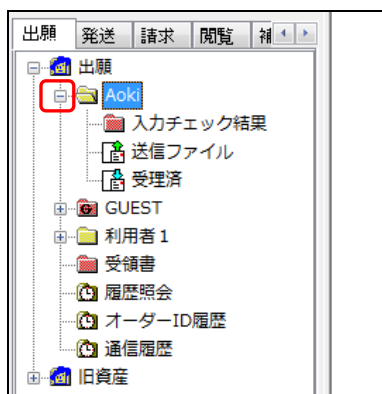 出願 発送 請求 閲覧 補
出願
Aoki
入力チェック結果
送信ファイル
受理済
GUEST
利用者１
受領書
履歴照会
オーダーID履歴
通信履歴
旧資産